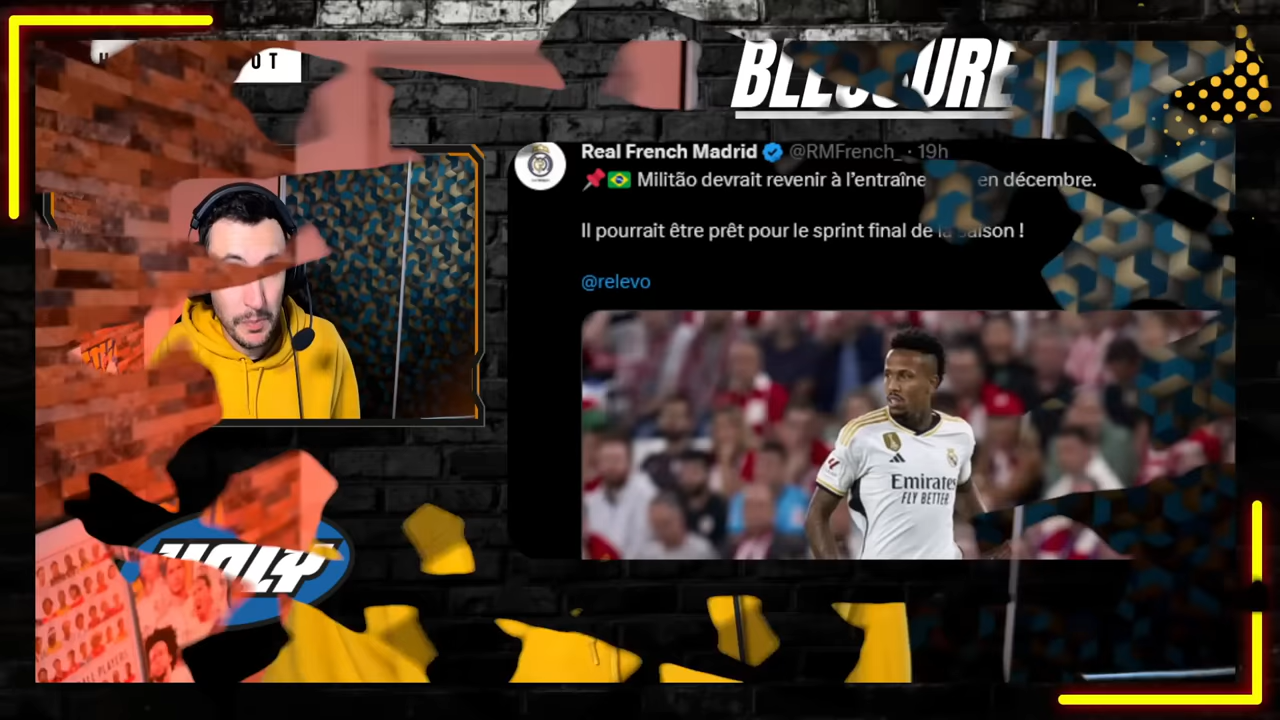 OT
Real French Madrid @RMFrench_ · 19h
Militão devrait revenir à l'entraîne en décembre.
Il pourrait être prêt pour le sprint final de la saison !
@relevo
Emirates
FLY BETTER